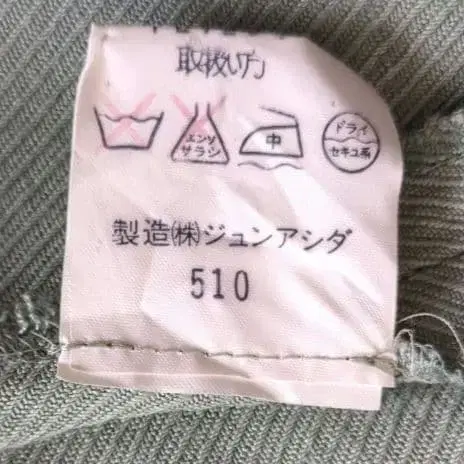 取扱い方
エンソ
サラシ
中
ドライ
セキユ系
製造㈱ジュンアシダ
510